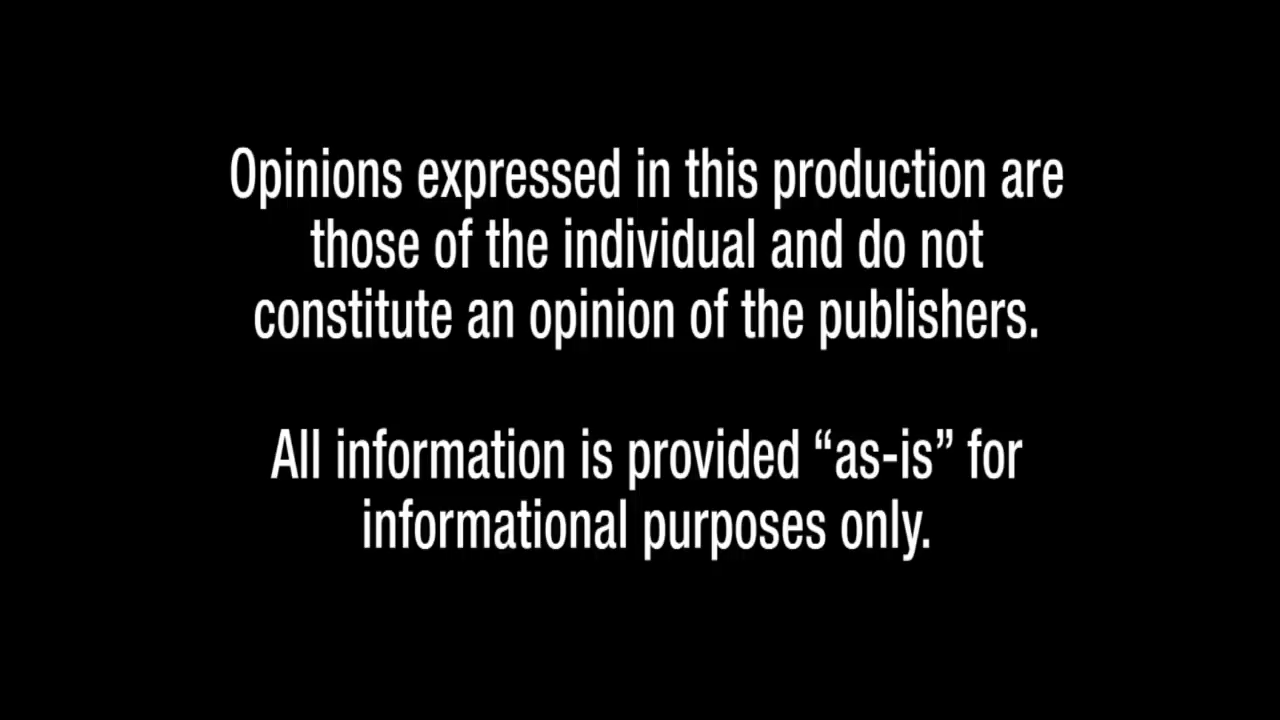 Opinions expressed in this production are
those of the individual and do not
constitute an opinion of the publishers.
All information is provided “as-is” for
informational purposes only.